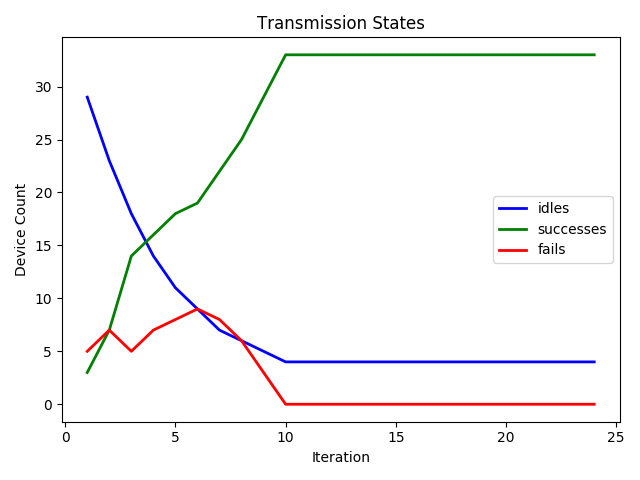 Transmission States
Device Count
30
25
20
15
10
5
0
idles
successes
fails
0 5 10 15 20 25
Iteration